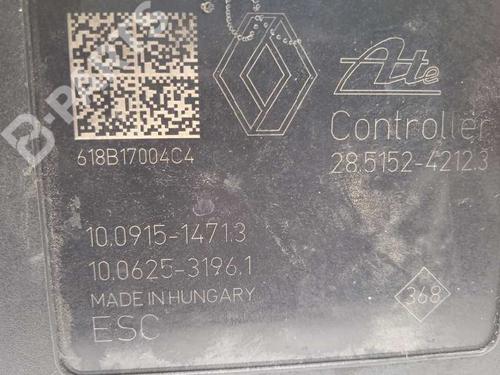 B-PARTS
Ate
618B17004C4
Controller
28.5152-4212.3
10.0915-1471.3
10.0625-3196.1
MADE IN HUNGARY
368
ESC